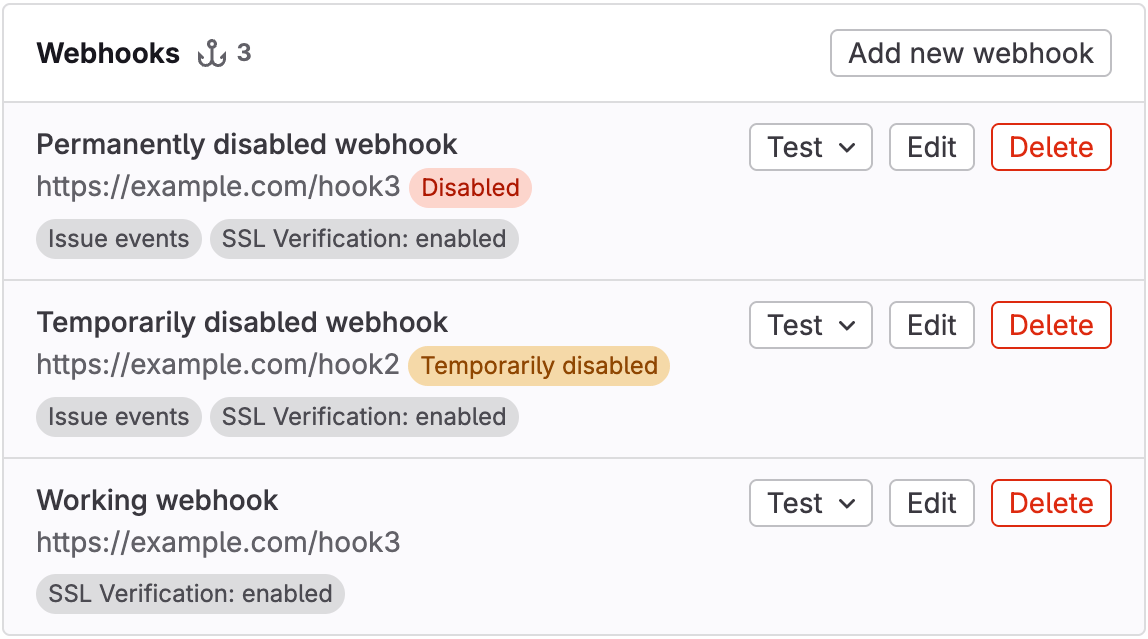 Webhooks 3 Add new webhook
Permanently disabled webhook Test Edit Delete
https://example.com/hook3 Disabled
Issue events SSL Verification: enabled
Temporarily disabled webhook Test Edit Delete
https://example.com/hook2 Temporarily disabled
Issue events SSL Verification: enabled
Working webhook Test Edit Delete
https://example.com/hook3
SSL Verification: enabled